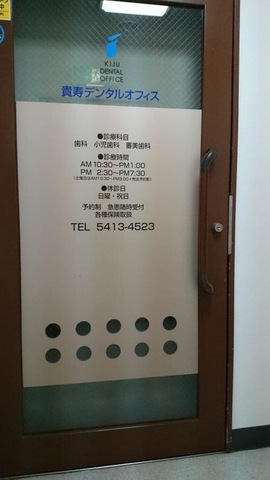 KIJU
DENTAL
OFFICE
貴寿デンタルオフィス
●診療科目
歯科 小児歯科 審美歯科
●診療時間
AM 10:30~PM1:00
PM 2:30~PM7:30
●休診日
日曜・祝日
予約制 急患随時受付
各種保険取扱
TEL 5413-4523